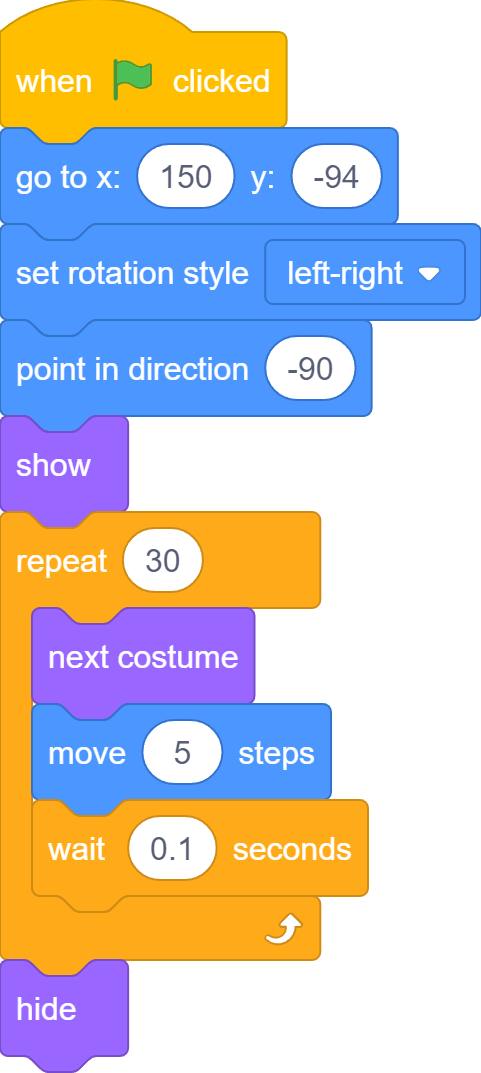 when clicked
go to x: 150 y: -94
set rotation style left-right
point in direction -90
show
repeat 30
next costume
move 5 steps
wait 0.1 seconds
hide